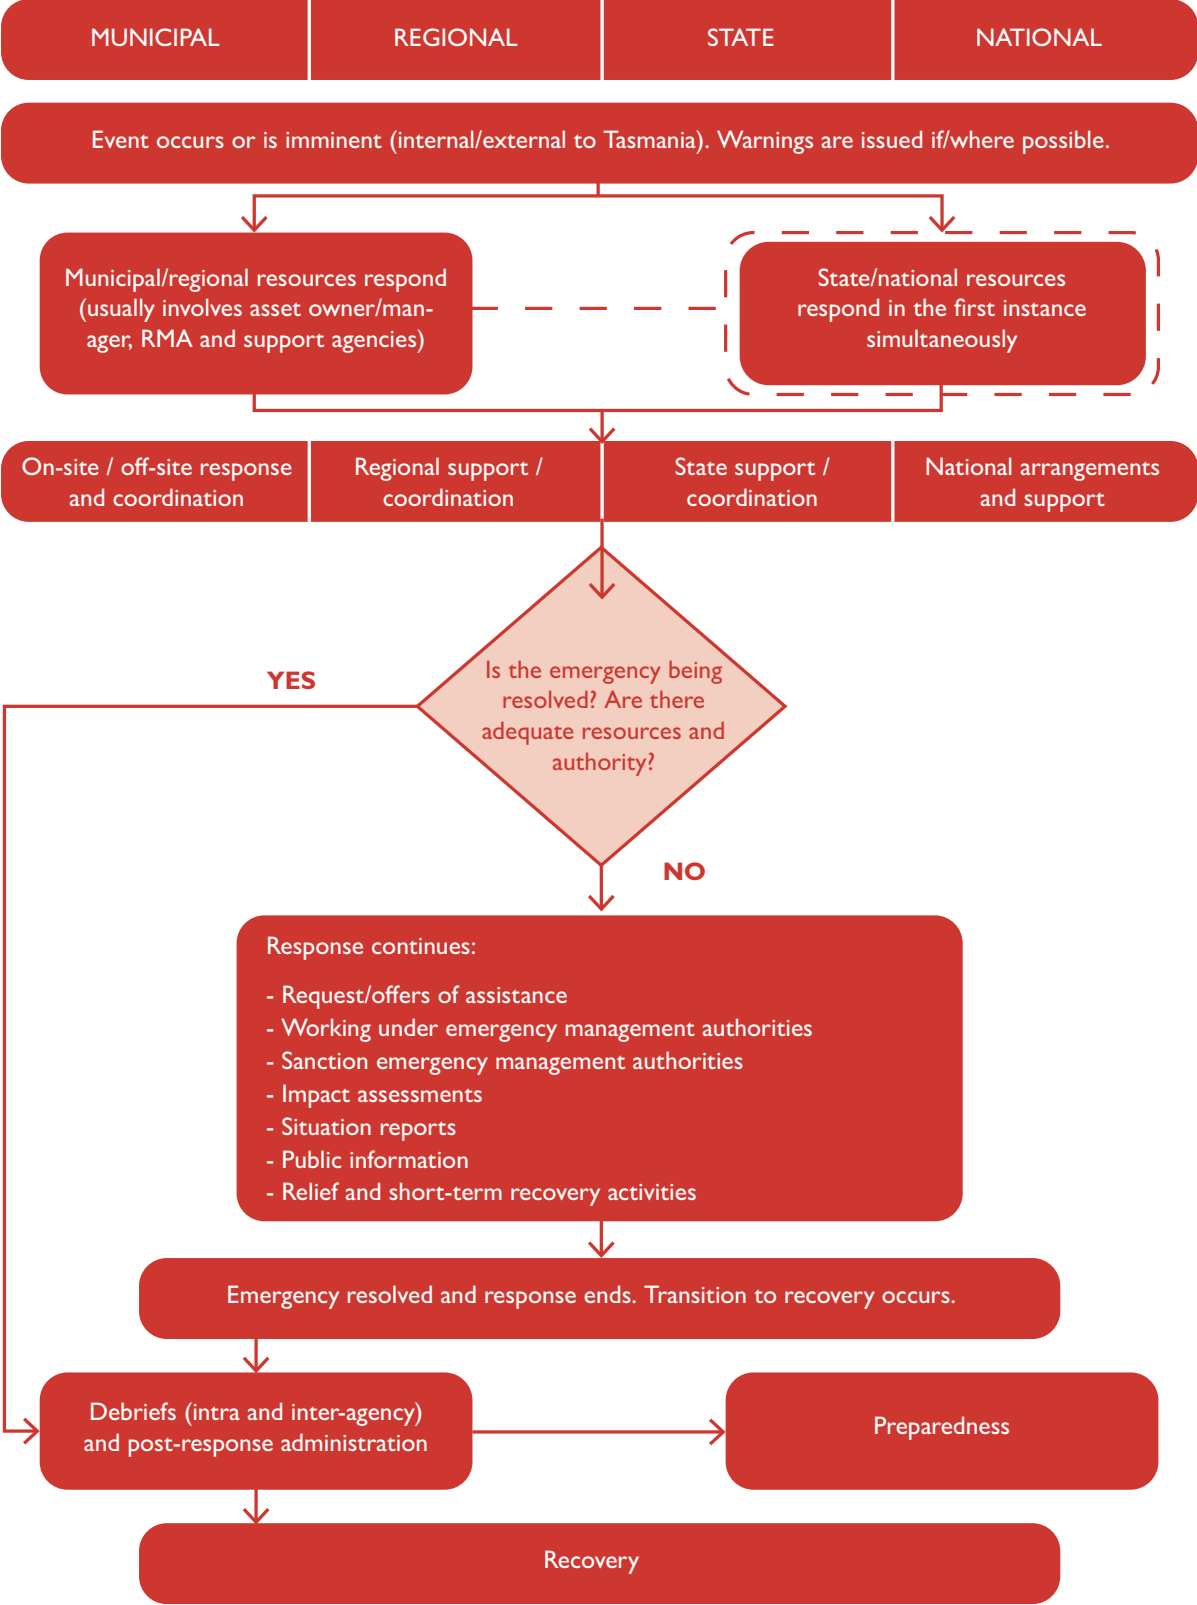 MUNICIPAL
REGIONAL
STATE
NATIONAL
Event occurs or is imminent (internal/external to Tasmania). Warnings are issued if/where possible.
Municipal/regional resources respond
(usually involves asset owner/man-
ager, RMA and support agencies)
State/national resources
respond in the first instance
simultaneously
On-site / off-site response
and coordination
Regional support /
coordination
State support /
coordination
National arrangements
and support
Is the emergency being
resolved? Are there
adequate resources and
authority?
YES
NO
Response continues:
- Request/offers of assistance
- Working under emergency management authorities
- Sanction emergency management authorities
- Impact assessments
- Situation reports
- Public information
- Relief and short-term recovery activities
Emergency resolved and response ends. Transition to recovery occurs.
Debriefs (intra and inter-agency)
and post-response administration
Preparedness
Recovery